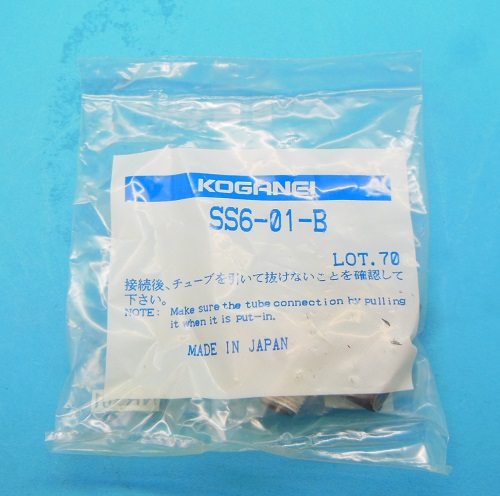 KOGANEI
SS6-01-B
LOT.70
接続後、チューブを引いて抜けないことを確認して
下さい。
NOTE: Make sure the tube connection by pulling
it when it is put-in.
MADE IN JAPAN